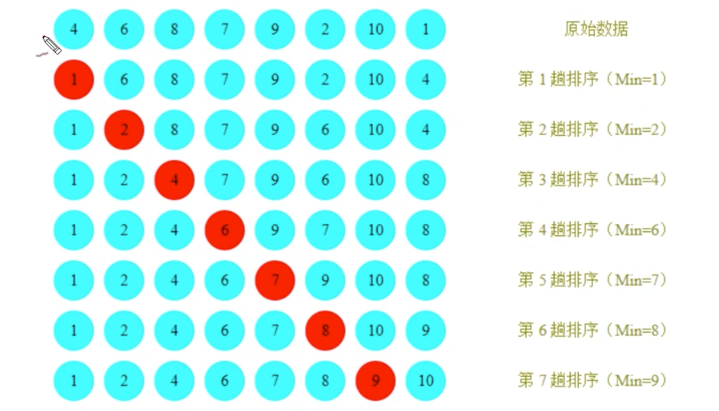 4 6 8 7 9 2 10 1 原始数据
1 6 8 7 9 2 10 4 第 1 趟排序（Min=1）
1 2 8 7 9 6 10 4 第 2 趟排序（Min=2）
1 2 4 7 9 6 10 8 第 3 趟排序（Min=4）
1 2 4 6 9 7 10 8 第 4 趟排序（Min=6）
1 2 4 6 7 9 10 8 第 5 趟排序（Min=7）
1 2 4 6 7 8 10 9 第 6 趟排序（Min=8）
1 2 4 6 7 8 9 10 第 7 趟排序（Min=9）